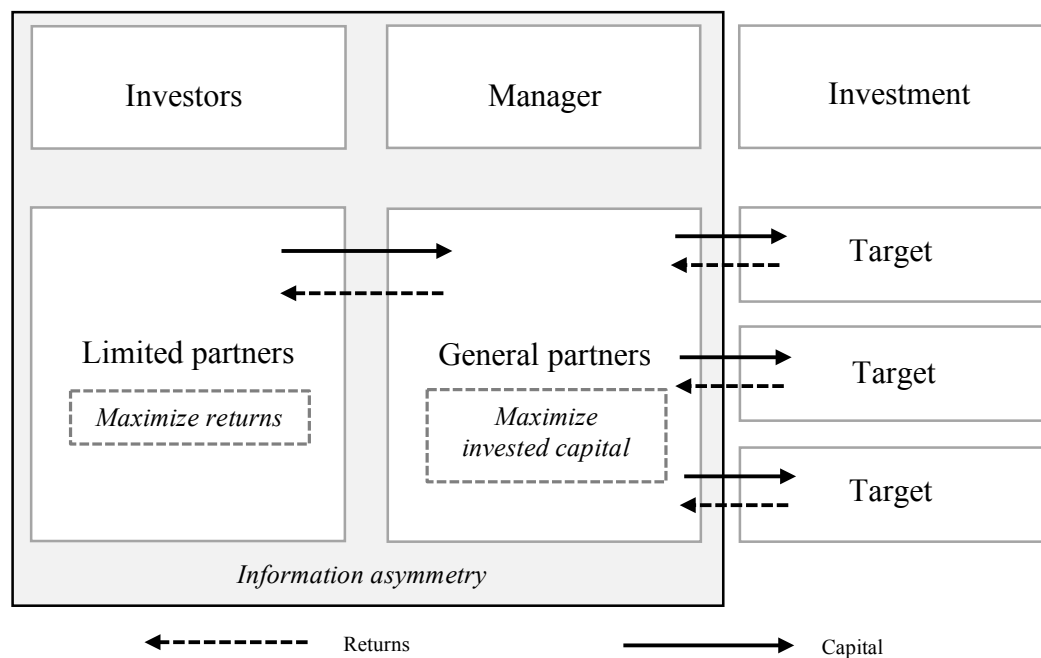 Investors
Manager
Investment
Limited partners
Maximize returns
General partners
Maximize
invested capital
Target
Target
Target
Information asymmetry
Returns
Capital